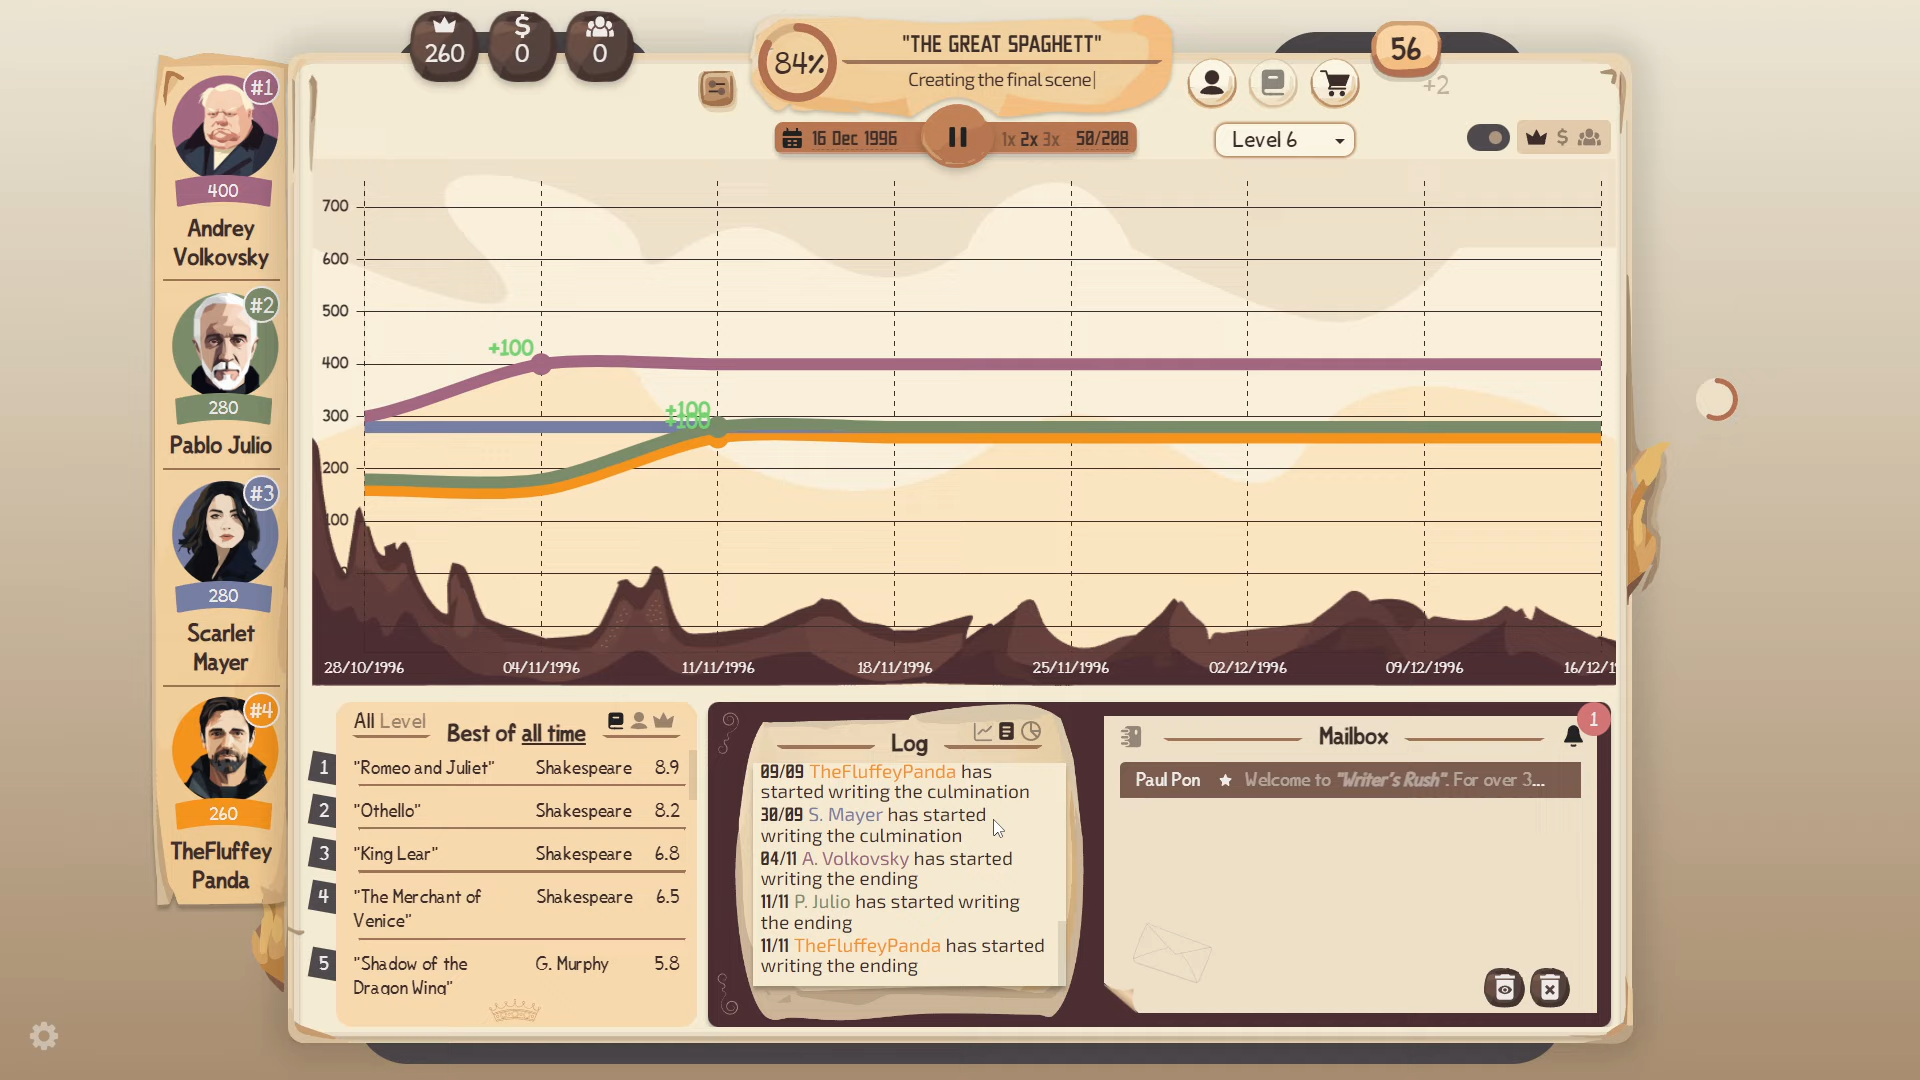 260
0
0
84%
"THE GREAT SPAGHETT"
Creating the final scene
56
+2
16 Dec 1996
1x 2x 3x
50/208
Level 6
$
#1
400
Andrey
Volkovsky
#2
280
Pablo Julio
#3
280
Scarlet
Mayer
#4
260
TheFluffey
Panda
700
600
500
400
300
200
100
0
+100
+100
+100
28/10/1996
04/11/1996
11/11/1996
18/11/1996
25/11/1996
02/12/1996
09/12/1996
16/12/1
All Level
Best of all time
1 "Romeo and Juliet" Shakespeare 8.9
2 "Othello" Shakespeare 8.2
3 "King Lear" Shakespeare 6.8
4 "The Merchant of Shakespeare 6.5
Venice"
5 "Shadow of the G. Murphy 5.8
Dragon Wing"
Log
09/09 TheFluffeyPanda has
started writing the culmination
30/09 S. Mayer has started
writing the culmination
04/11 A. Volkovsky has started
writing the ending
11/11 P. Julio has started writing
the ending
11/11 TheFluffeyPanda has started
writing the ending
Mailbox
1
Paul Pon ★ Welcome to "Writer's Rush". For over 3...